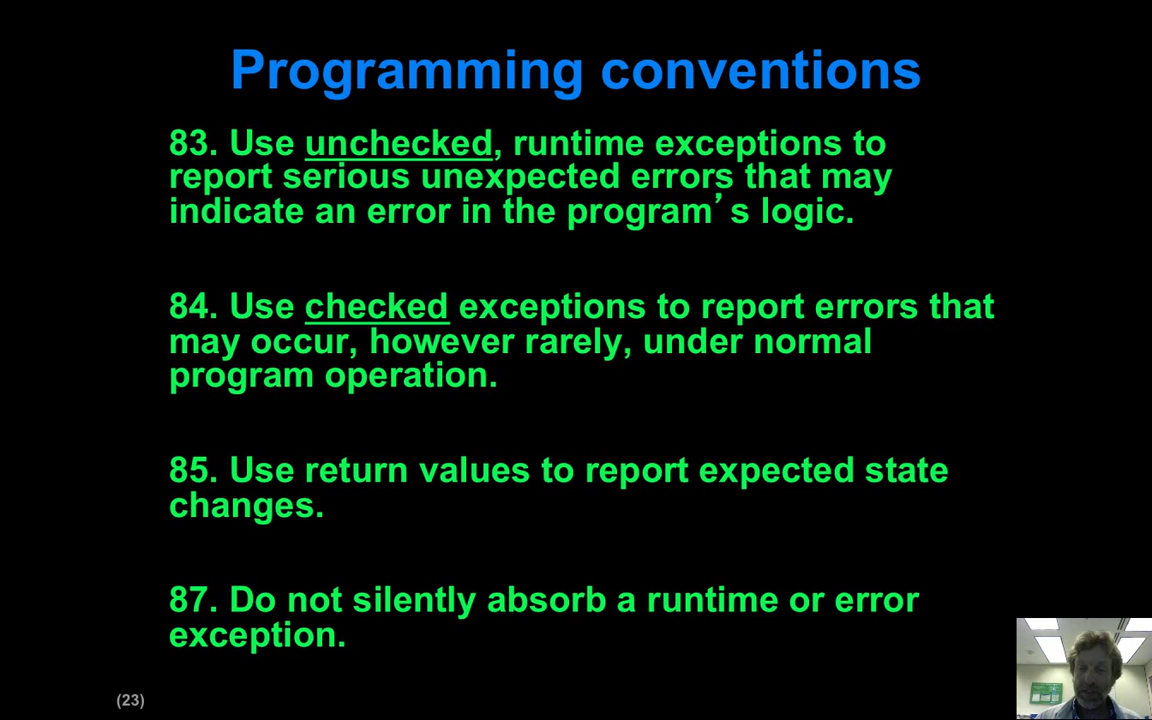 Programming conventions
83. Use unchecked, runtime exceptions to
report serious unexpected errors that may
indicate an error in the program’s logic.
84. Use checked exceptions to report errors that
may occur, however rarely, under normal
program operation.
85. Use return values to report expected state
changes.
87. Do not silently absorb a runtime or error
exception.
(23)